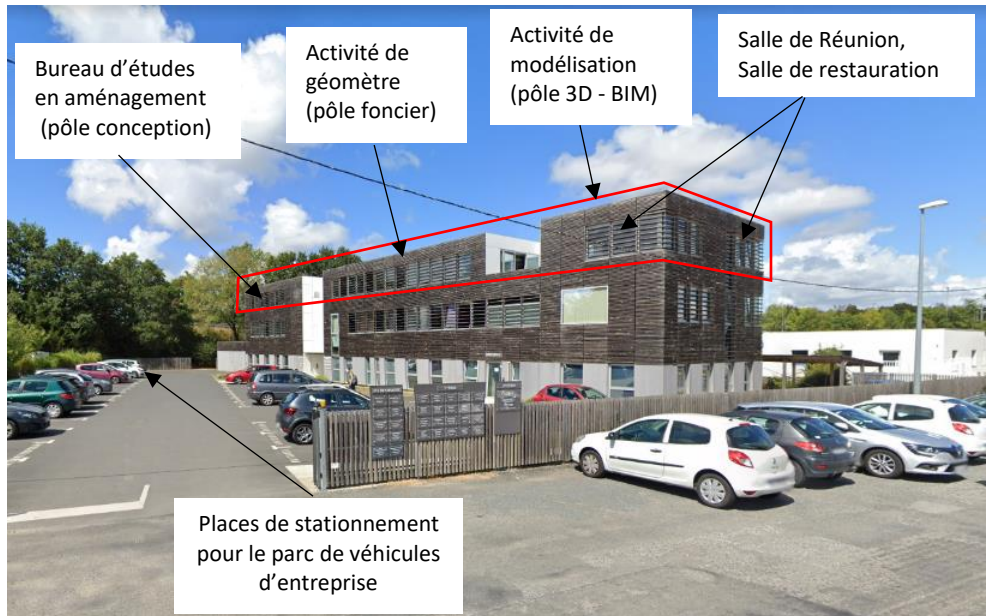 Bureau d'études
en aménagement
(pôle conception)
Activité de
géomètre
(pôle foncier)
Activité de
modélisation
(pôle 3D - BIM)
Salle de Réunion,
Salle de restauration
Places de stationnement
pour le parc de véhicules
d'entreprise